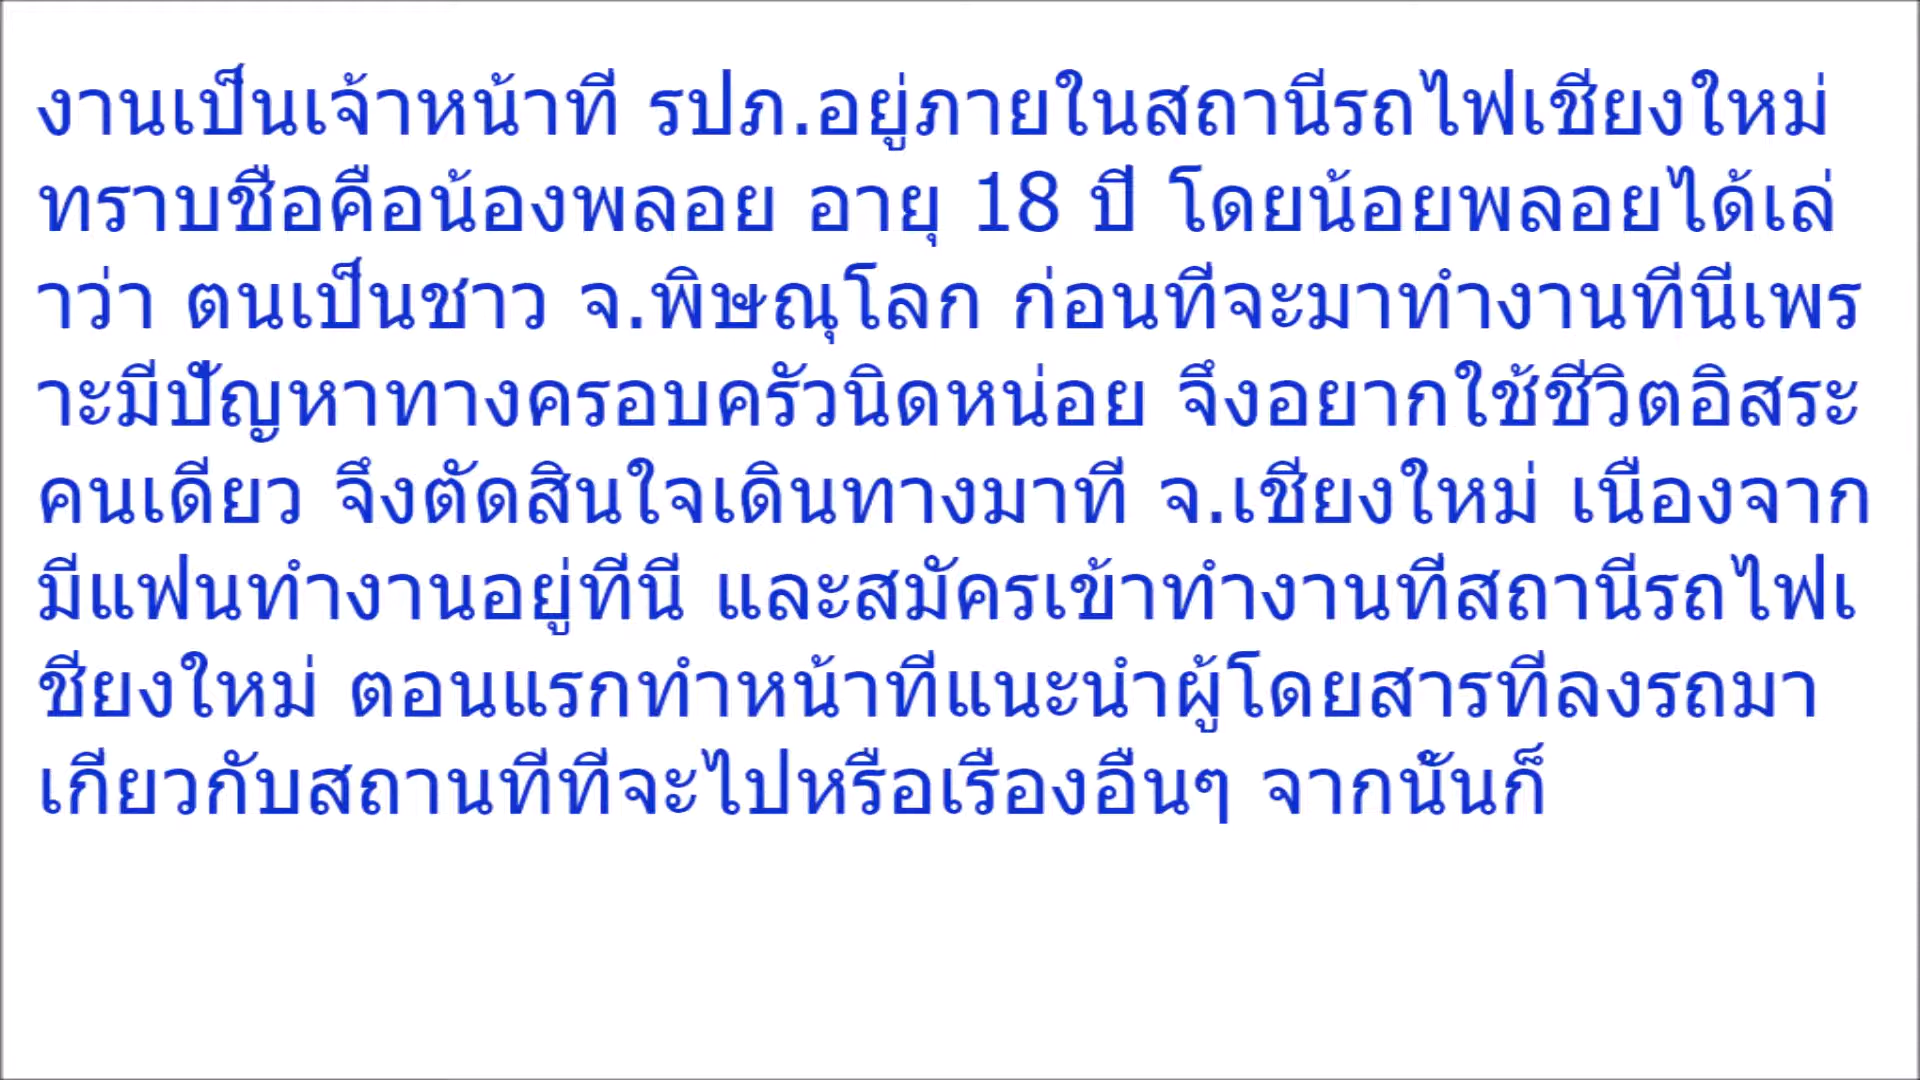 งานเป็นเจ้าหน้าที่ รปภ.อยู่ภายในสถานีรถไฟเชียงใหม่
ทราบชื่อคือน้องพลอย อายุ 18 ปี โดยน้อยพลอยได้เล่
าว่า ตนเป็นชาว จ.พิษณุโลก ก่อนที่จะมาทำงานที่นี่เพร
าะมีปัญหาทางครอบครัวนิดหน่อย จึงอยากใช้ชีวิตอิสระ
คนเดียว จึงตัดสินใจเดินทางมาที่ จ.เชียงใหม่ เนื่องจาก
มีแฟนทำงานอยู่ที่นี่ และสมัครเข้าทำงานที่สถานีรถไฟเ
ชียงใหม่ ตอนแรกทำหน้าที่แนะนำผู้โดยสารที่ลงรถมา
เกี่ยวกับสถานที่ที่จะไปหรือเรื่องอื่นๆ จากนั้นก็